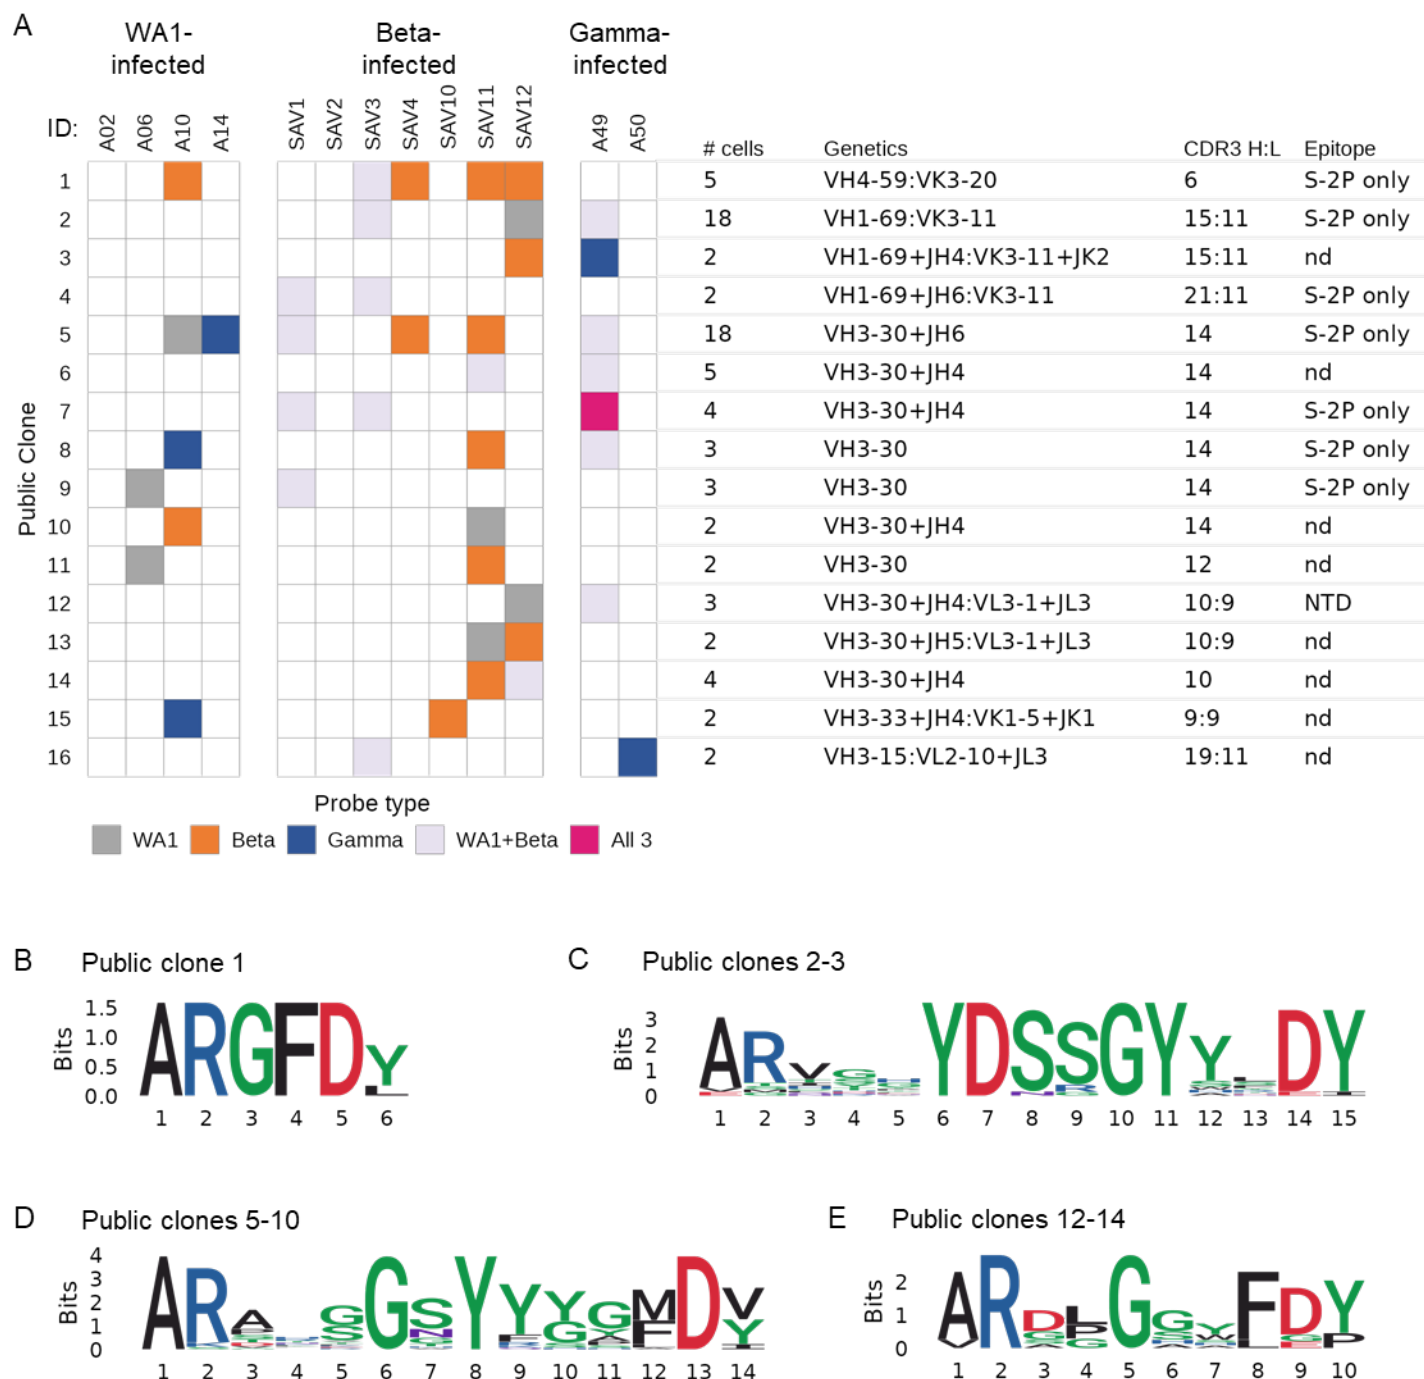 A
WA1-
infected
Beta-
infected
Gamma-
infected
ID:
A02 A06 A10 A14 SAV1 SAV2 SAV3 SAV4 SAV10 SAV11 SAV12 A49 A50
# cells Genetics CDR3 H:L Epitope
Public Clone
1 5 VH4-59:VK3-20 6 S-2P only
2 18 VH1-69:VK3-11 15:11 S-2P only
3 2 VH1-69+JH4:VK3-11+JK2 15:11 nd
4 2 VH1-69+JH6:VK3-11 21:11 S-2P only
5 18 VH3-30+JH6 14 S-2P only
6 5 VH3-30+JH4 14 nd
7 4 VH3-30+JH4 14 S-2P only
8 3 VH3-30 14 S-2P only
9 3 VH3-30 14 S-2P only
10 2 VH3-30+JH4 14 nd
11 2 VH3-30 12 nd
12 3 VH3-30+JH4:VL3-1+JL3 10:9 NTD
13 2 VH3-30+JH5:VL3-1+JL3 10:9 nd
14 4 VH3-30+JH4 10 nd
15 2 VH3-33+JH4:VK1-5+JK1 9:9 nd
16 2 VH3-15:VL2-10+JL3 19:11 nd
Probe type
WA1 Beta Gamma WA1+Beta All 3
B Public clone 1
Bits
1.5
1.0
0.5
0.0
ARGFDY
1 2 3 4 5 6
C Public clones 2-3
Bits
3
2
1
0
ARYG YDSSGYY DY
1 2 3 4 5 6 7 8 9 10 11 12 13 14 15
D Public clones 5-10
Bits
4
3
2
1
0
ARA GGSYYYGMDV
1 2 3 4 5 6 7 8 9 10 11 12 13 14
E Public clones 12-14
Bits
2
1
0
ARDLGGYFDY
1 2 3 4 5 6 7 8 9 10